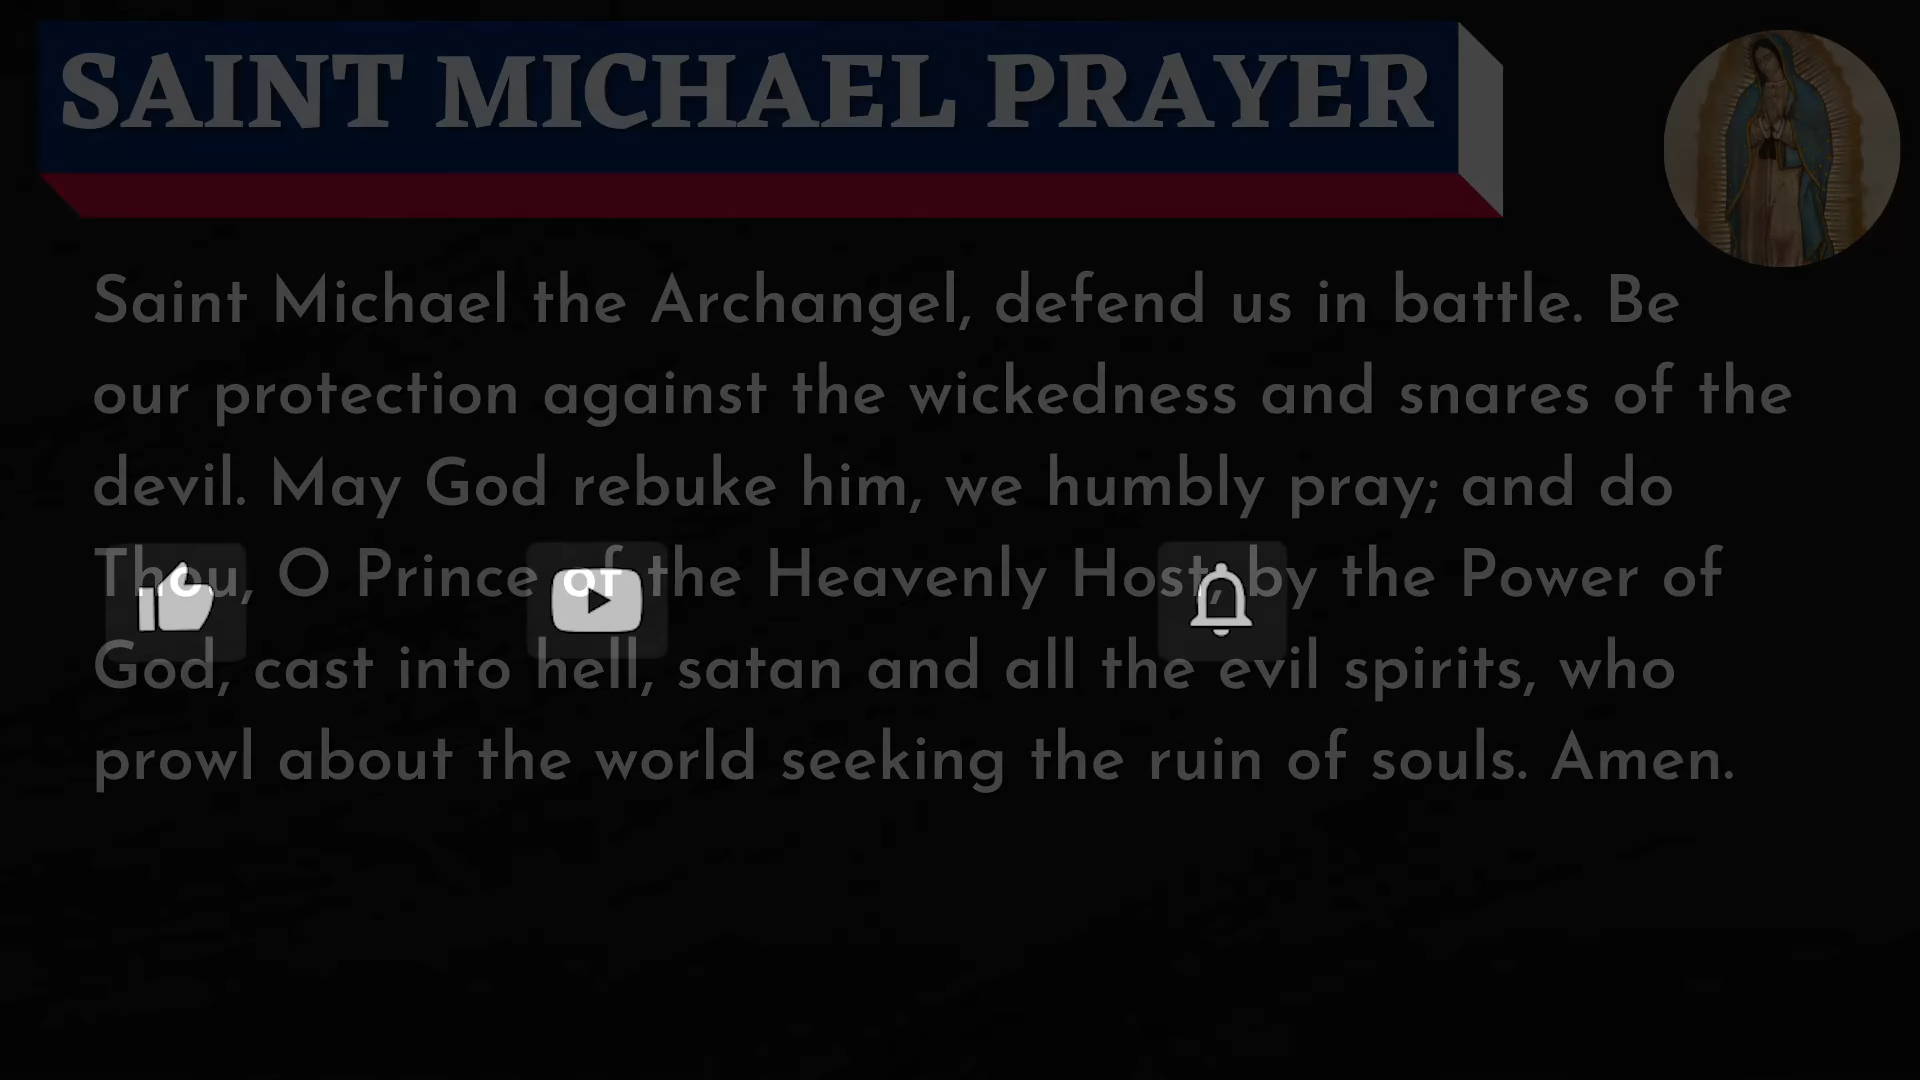 SAINT MICHAEL PRAYER
Saint Michael the Archangel, defend us in battle. Be
our protection against the wickedness and snares of the
devil. May God rebuke him, we humbly pray; and do
Thou, O Prince of the Heavenly Host, by the Power of
God, cast into hell, satan and all the evil spirits, who
prowl about the world seeking the ruin of souls. Amen.